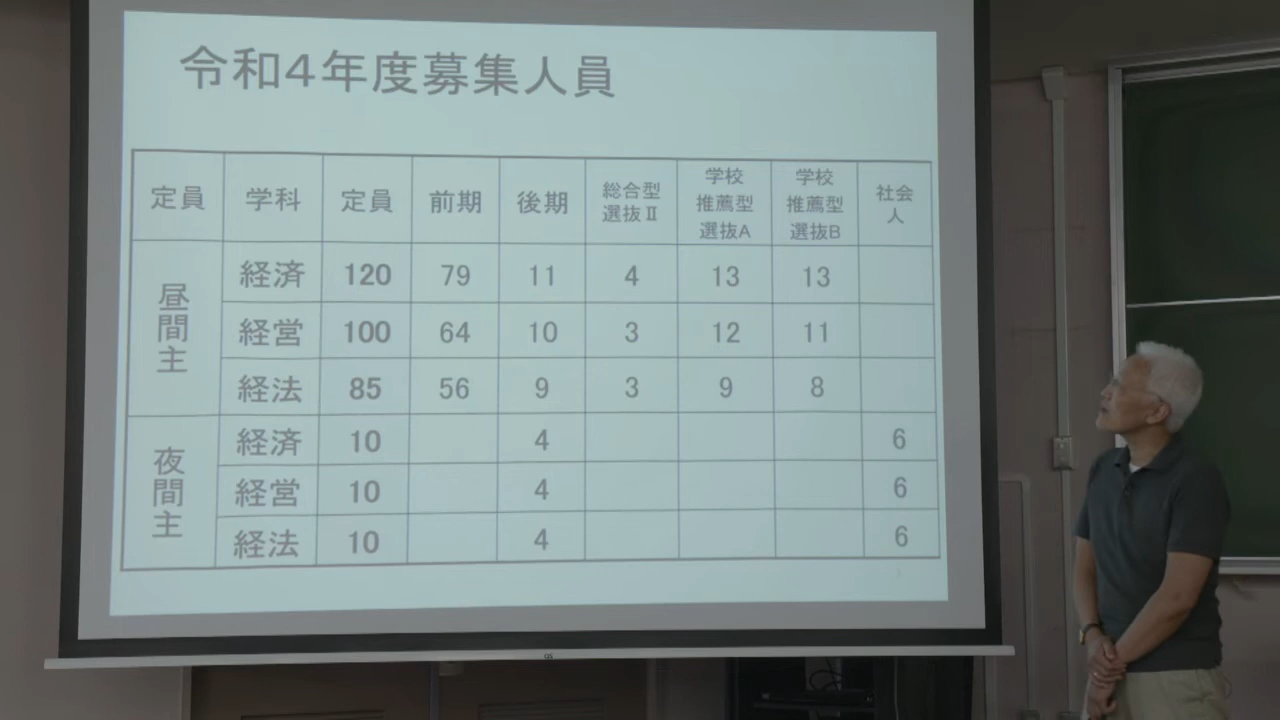 令和4年度募集人員
定員 学科 定員 前期 後期 総合型選抜Ⅱ 学校推薦型選抜A 学校推薦型選抜B 社会人
昼間主 経済 120 79 11 4 13 13
経営 100 64 10 3 12 11
経法 85 56 9 3 9 8
夜間主 経済 10 4 6
経営 10 4 6
経法 10 4 6